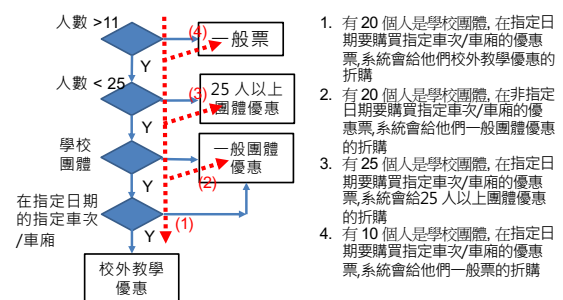 人數 >11
(4)
一般票
Y
人數 < 25
(3)
25 人以上
團體優惠
Y
學校
團體
一般團體
優惠
(2)
Y
在指定日期
的指定車次
/車廂
(1)
Y
校外教學
優惠
1. 有 20 個人是學校團體, 在指定日
期要購買指定車次/車廂的優惠
票,系統會給他們校外教學優惠的
折購
2. 有 20 個人是學校團體, 在非指定
日期要購買指定車次/車廂的優
惠票,系統會給他們一般團體優惠
的折購
3. 有 25 個人是學校團體, 在指定日
期要購買指定車次/車廂的優惠
票,系統會給25 人以上團體優惠
的折購
4. 有 10 個人是學校團體, 在指定日
期要購買指定車次/車廂的優惠
票,系統會給他們一般票的折購